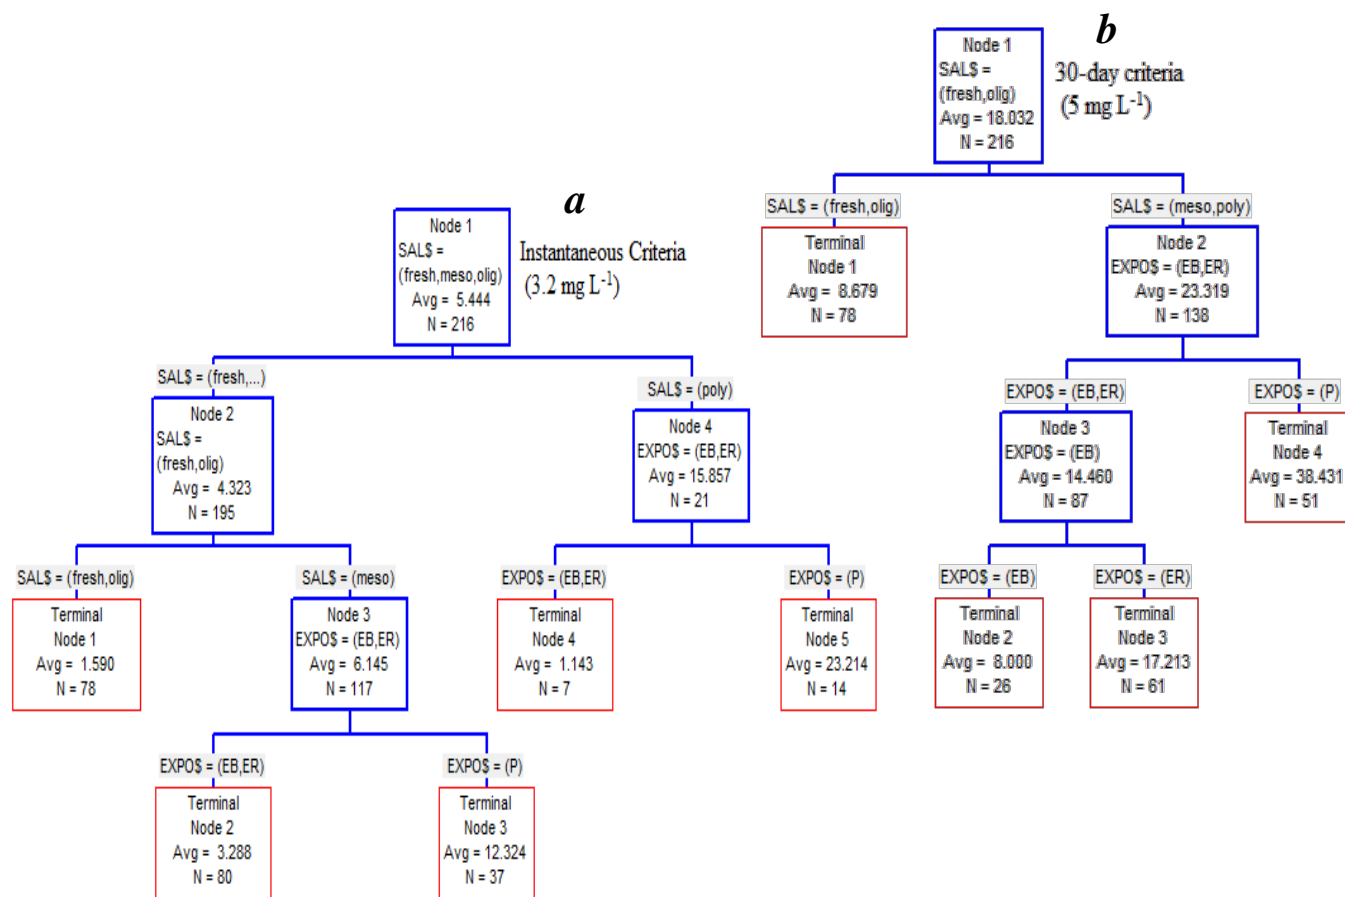 a
Instantaneous Criteria
(3.2 mg L-1)
Node 1
SAL$ =
(fresh,meso,olig)
Avg = 5.444
N = 216
SAL$ = (fresh,...)
SAL$ = (poly)
Node 2
SAL$ =
(fresh,olig)
Avg = 4.323
N = 195
Node 4
EXPO$ = (EB,ER)
Avg = 15.857
N = 21
SAL$ = (fresh,olig)
SAL$ = (meso)
EXPO$ = (EB,ER)
EXPO$ = (P)
Terminal
Node 1
Avg = 1.590
N = 78
Node 3
EXPO$ = (EB,ER)
Avg = 6.145
N = 117
Terminal
Node 4
Avg = 1.143
N = 7
Terminal
Node 5
Avg = 23.214
N = 14
EXPO$ = (EB,ER)
EXPO$ = (P)
Terminal
Node 2
Avg = 3.288
N = 80
Terminal
Node 3
Avg = 12.324
N = 37
b
30-day criteria
(5 mg L-1)
Node 1
SAL$ =
(fresh,olig)
Avg = 18.032
N = 216
SAL$ = (fresh,olig)
SAL$ = (meso,poly)
Terminal
Node 1
Avg = 8.679
N = 78
Node 2
EXPO$ = (EB,ER)
Avg = 23.319
N = 138
EXPO$ = (EB,ER)
EXPO$ = (P)
Node 3
EXPO$ = (EB)
Avg = 14.460
N = 87
Terminal
Node 4
Avg = 38.431
N = 51
EXPO$ = (EB)
EXPO$ = (ER)
Terminal
Node 2
Avg = 8.000
N = 26
Terminal
Node 3
Avg = 17.213
N = 61